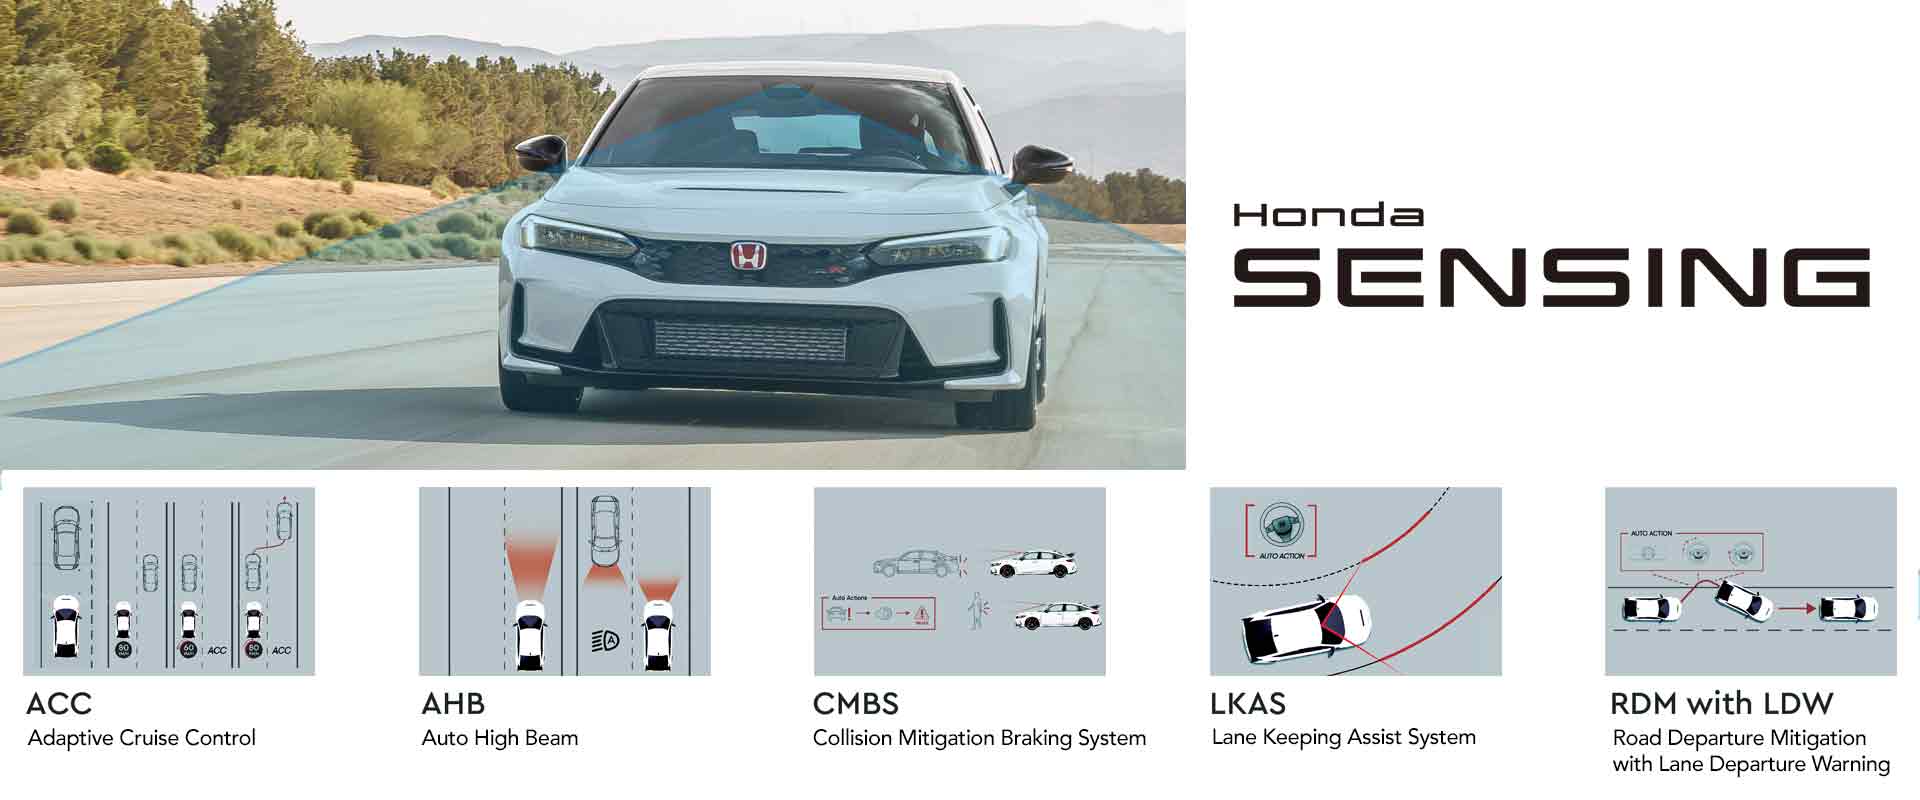 Honda
SENSING
80
KM/H
60
ACC
80
KM/H
ACC
AUTO ACTION
Auto Actions
AUTO ACTION
ACC
Adaptive Cruise Control
AHB
Auto High Beam
CMBS
Collision Mitigation Braking System
LKAS
Lane Keeping Assist System
RDM with LDW
Road Departure Mitigation
with Lane Departure Warning